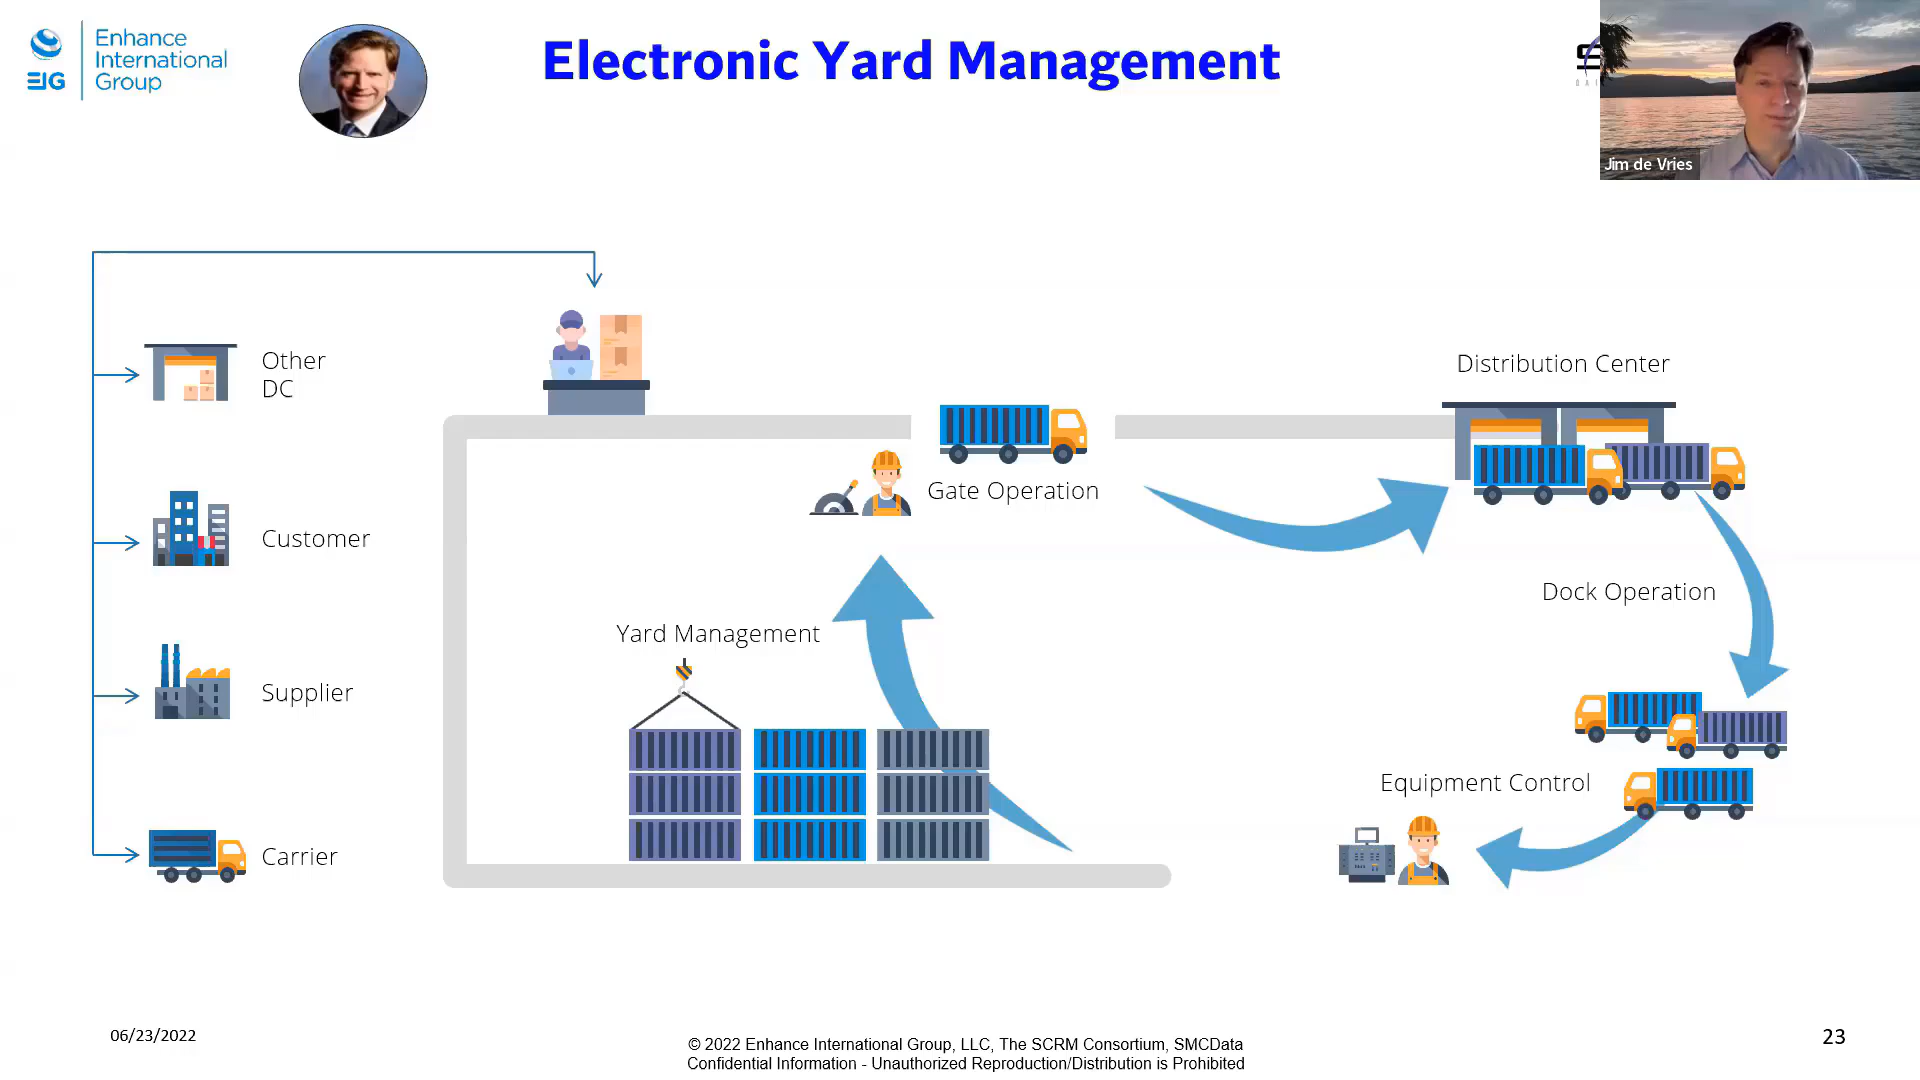 Enhance
International
Group
EIG
Electronic Yard Management
Jim de Vries
Other
DC
Customer
Supplier
Carrier
Gate Operation
Distribution Center
Yard Management
Dock Operation
Equipment Control
06/23/2022
© 2022 Enhance International Group, LLC, The SCRM Consortium, SMCData
Confidential Information - Unauthorized Reproduction/Distribution is Prohibited
23